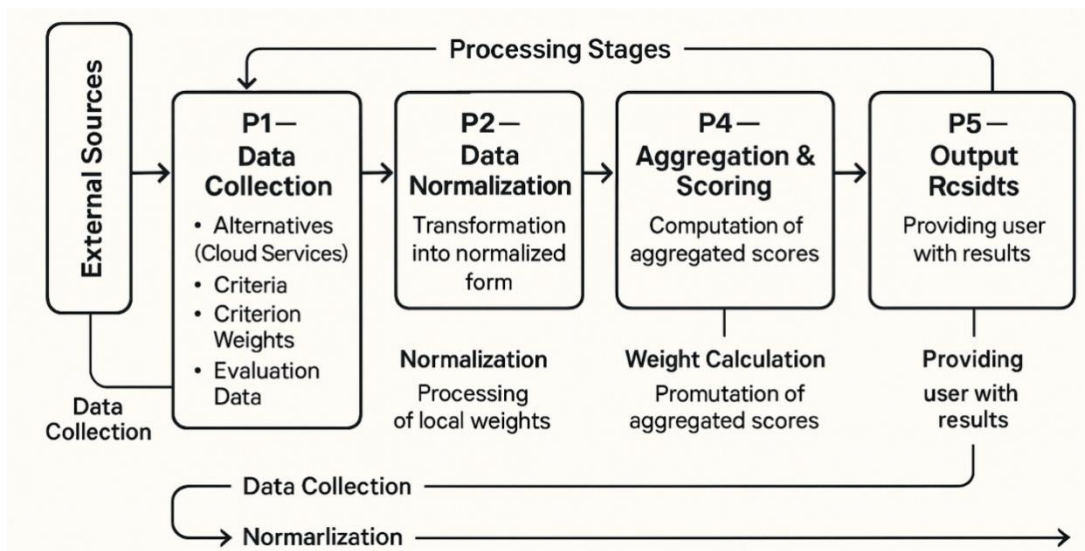 Processing Stages
External Sources
P1—
Data
Collection
• Alternatives
(Cloud Services)
• Criteria
• Criterion
Weights
• Evaluation
Data
P2—
Data
Normalization
Transformation
into normalized
form
P4—
Aggregation &
Scoring
Computation of
aggregated scores
P5—
Output
Rcsidts
Providing user
with results
Data
Collection
Normalization
Processing
of local weights
Weight Calculation
Promutation of
aggregated scores
Providing
user with
results
Data Collection
Normarlization